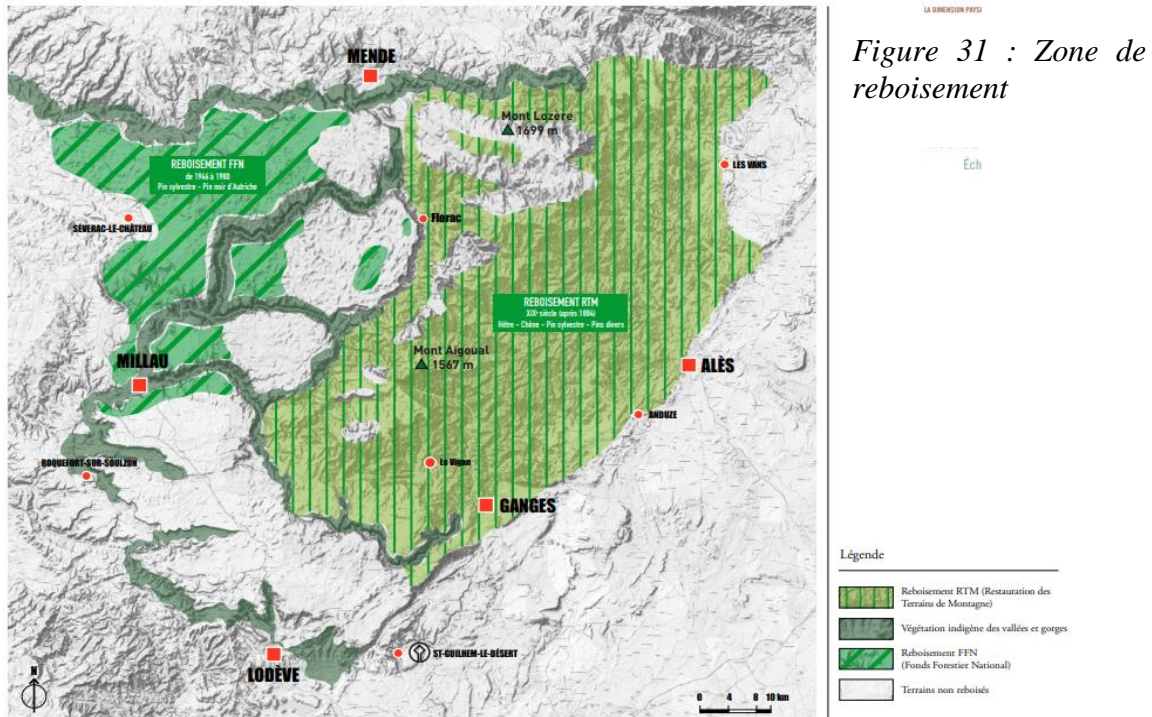 LA DIMENSION PAYSI
Figure 31 : Zone de
reboisement
Éch
MENDE
Mont Lozère
1699 m
LES VANS
REBOISEMENT FFN
de 1946 à 1980
Pin sylvestre - Pin noir d'Autriche
SÉVERAC-LE-CHÂTEAU
Florac
REBOISEMENT RTM
XIXe siècle (après 1884)
Hêtre - Chêne - Pin sylvestre - Pins divers
Mont Aigoual
1567 m
MILLAU
ALÈS
ANDUZE
ROQUEFORT-SUR-SOULZON
Le Vigan
GANGES
ST-GUILHEM-LE-DÉSERT
LODÈVE
N
0 4 8 10 km
Légende
Reboisement RTM (Restauration des
Terrains de Montagne)
Végétation indigène des vallées et gorges
Reboisement FFN
(Fonds Forestier National)
Terrains non reboisés